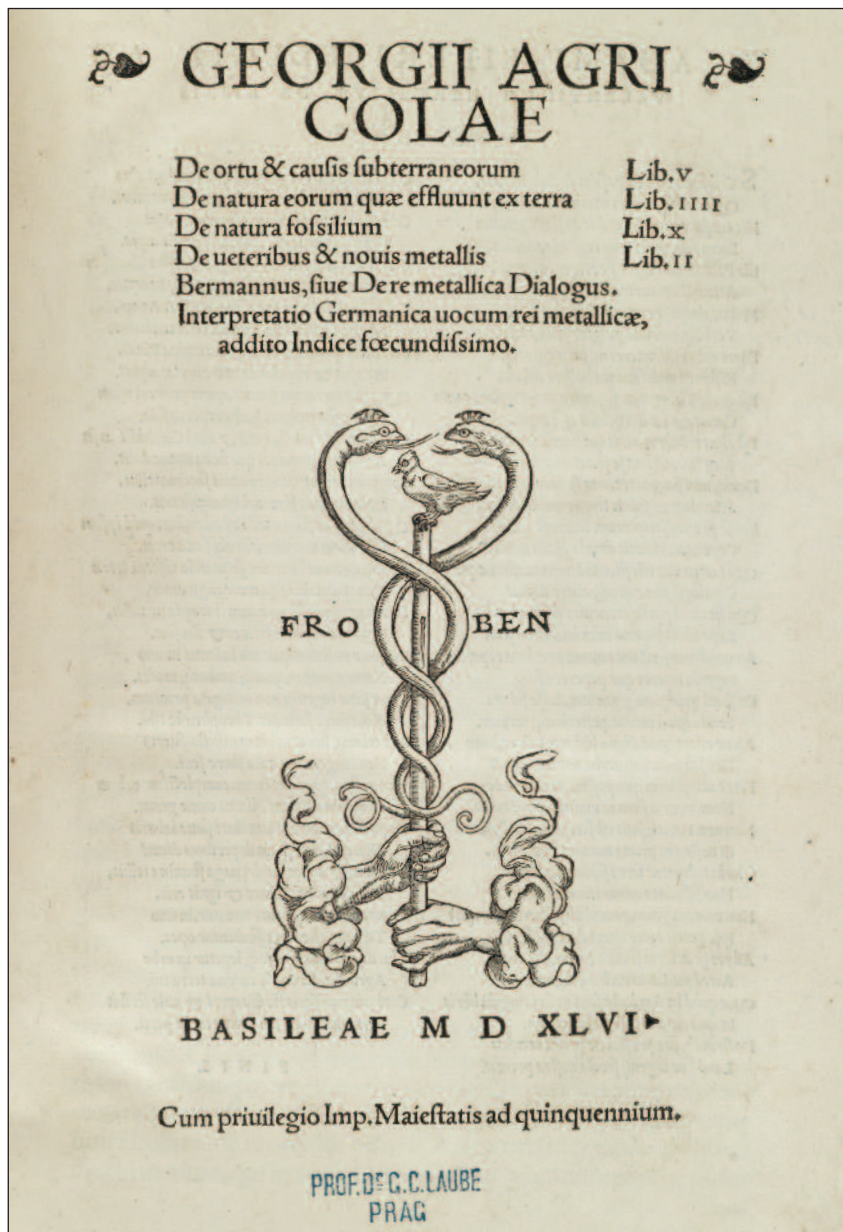 GEORGII AGRI
COLAE
De ortu & cauſis ſubterraneorum Lib.v
De natura eorum quæ effluunt ex terra Lib.IIII
De natura foſsilium Lib.x
De ueteribus & nouis metallis Lib.II
Bermannus, ſiue De re metallica Dialogus.
Interpretatio Germanica uocum rei metallicæ,
addito Indice fœcundiſsimo.
FRO BEN
BASILEAE M D XLVI
Cum priuilegio Imp. Maieſtatis ad quinquennium.
PROF. Dr G.C. LAUBE
PRAG